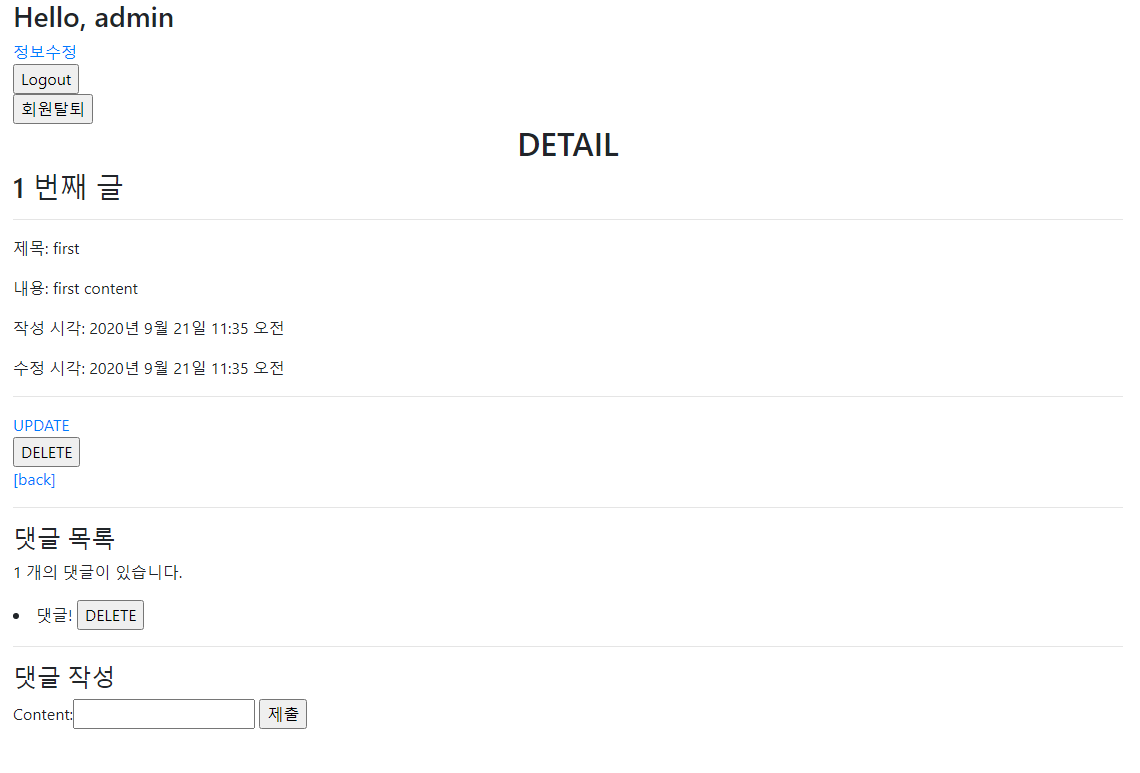 Hello, admin
정보수정
Logout
회원탈퇴
DETAIL
1 번째 글
제목: first
내용: first content
작성 시각: 2020년 9월 21일 11:35 오전
수정 시각: 2020년 9월 21일 11:35 오전
UPDATE
DELETE
[back]
댓글 목록
1 개의 댓글이 있습니다.
댓글! DELETE
댓글 작성
Content: 제출